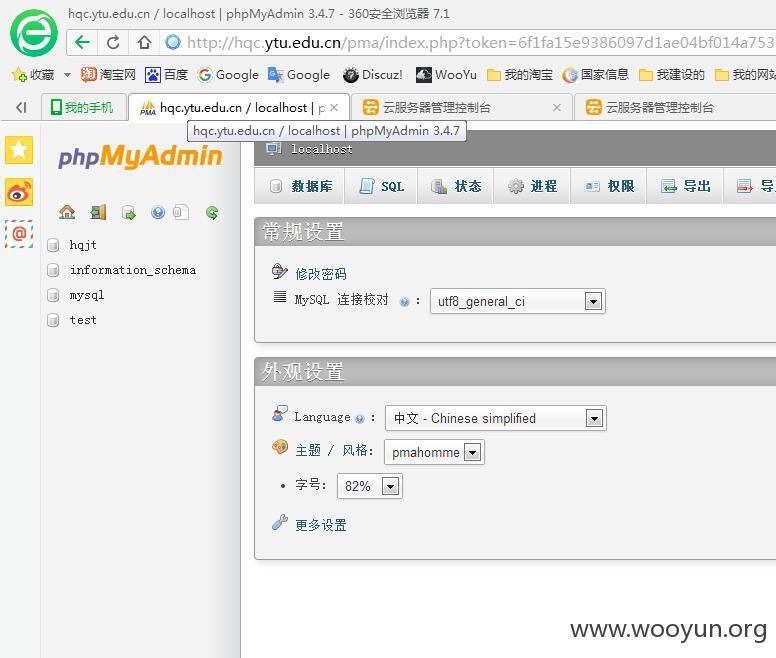 hqc.ytu.edu.cn / localhost | phpMyAdmin 3.4.7 - 360安全浏览器 7.1
http://hqc.ytu.edu.cn/pma/index.php?token=6f1fa15e9386097d1ae04bf014a753
收藏 淘宝网 百度 Google Google Discuz! WooYu 我的淘宝 国家信息 我建设的 我的网站
我的手机 hqc.ytu.edu.cn / localhost | p 云服务器管理控制台 云服务器管理控制台
hqc.ytu.edu.cn / localhost | phpMyAdmin 3.4.7
phpMyAdmin
localhost
数据库 SQL 状态 进程 权限 导出 导
hqjt
information_schema
mysql
test
常规设置
修改密码
MySQL 连接校对 : utf8_general_ci
外观设置
Language : 中文 - Chinese simplified
主题 / 风格: pmahomme
字号: 82%
更多设置
www.wooyun.org